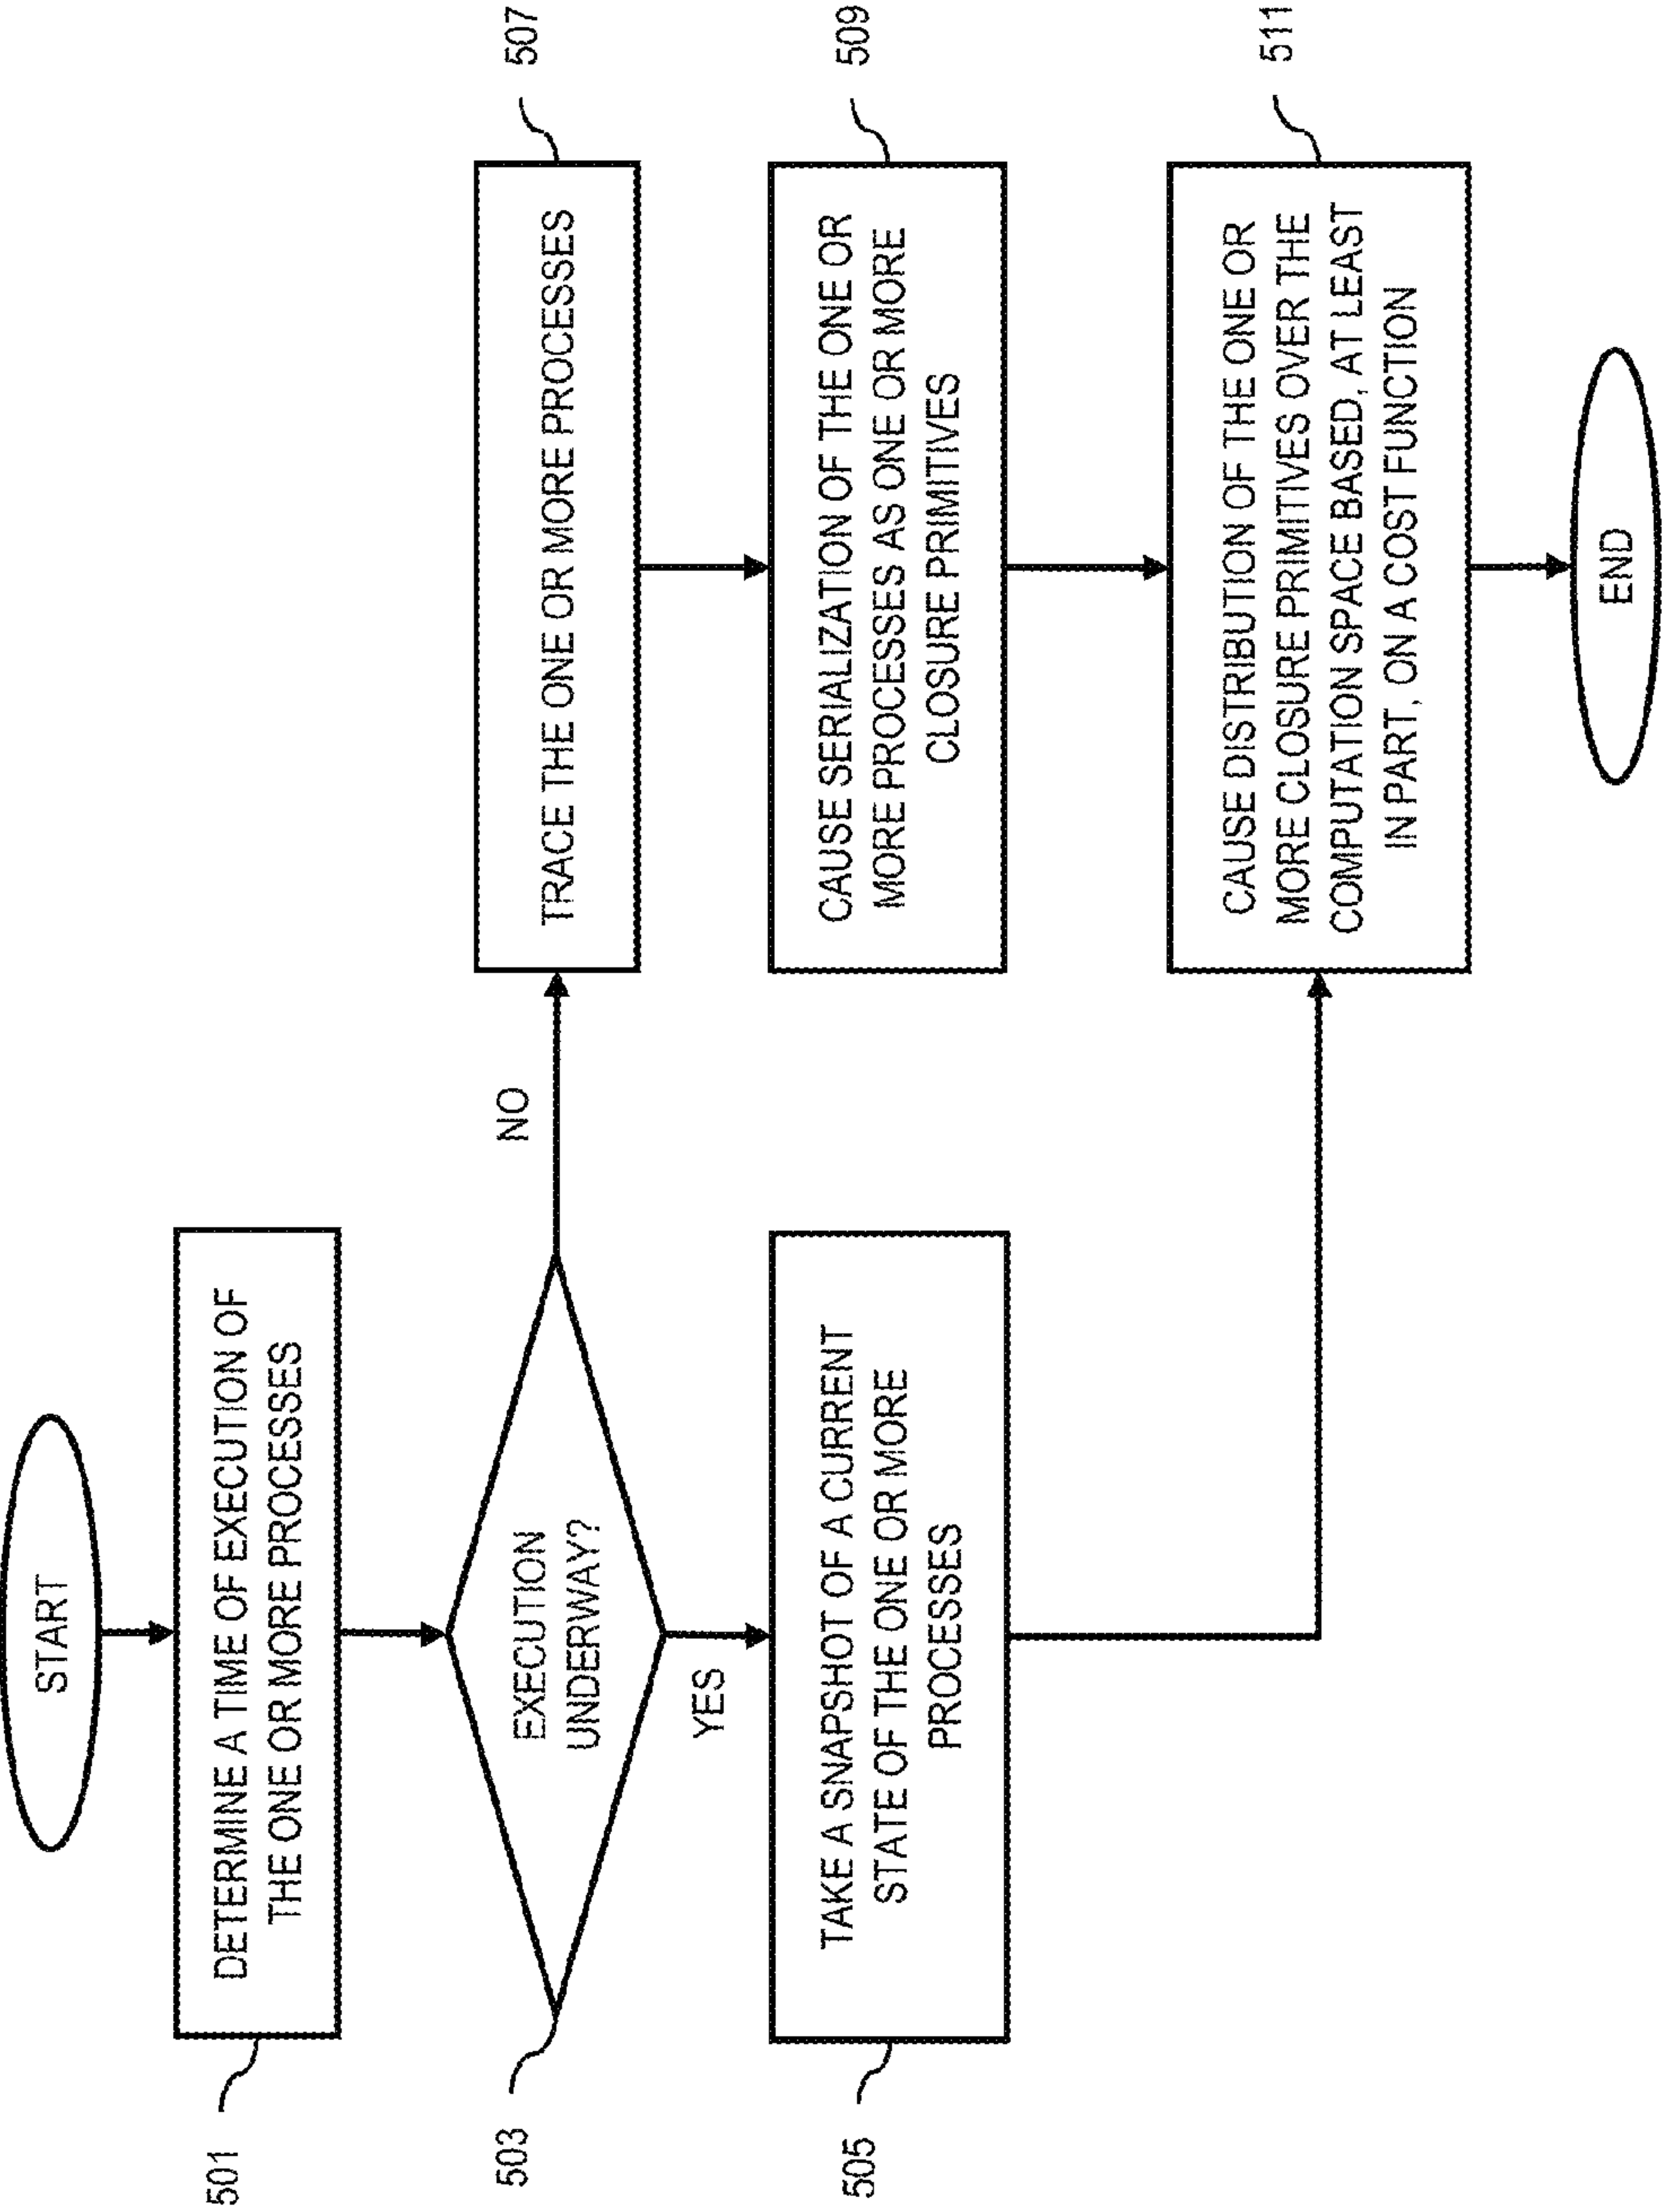 START
501
DETERMINE A TIME OF EXECUTION OF
THE ONE OR MORE PROCESSES
503
EXECUTION
UNDERWAY?
NO
YES
505
TAKE A SNAPSHOT OF A CURRENT
STATE OF THE ONE OR MORE
PROCESSES
507
TRACE THE ONE OR MORE PROCESSES
509
CAUSE SERIALIZATION OF THE ONE OR
MORE PROCESSES AS ONE OR MORE
CLOSURE PRIMITIVES
511
CAUSE DISTRIBUTION OF THE ONE OR
MORE CLOSURE PRIMITIVES OVER THE
COMPUTATION SPACE BASED, AT LEAST
IN PART, ON A COST FUNCTION
END